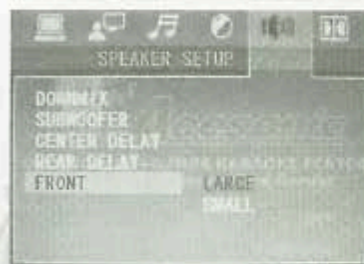 SPEAKER SETUP
DOWNMIX
SUBWOOFER
CENTER DELAY
REAR DELAY
FRONT LARGE
SMALL